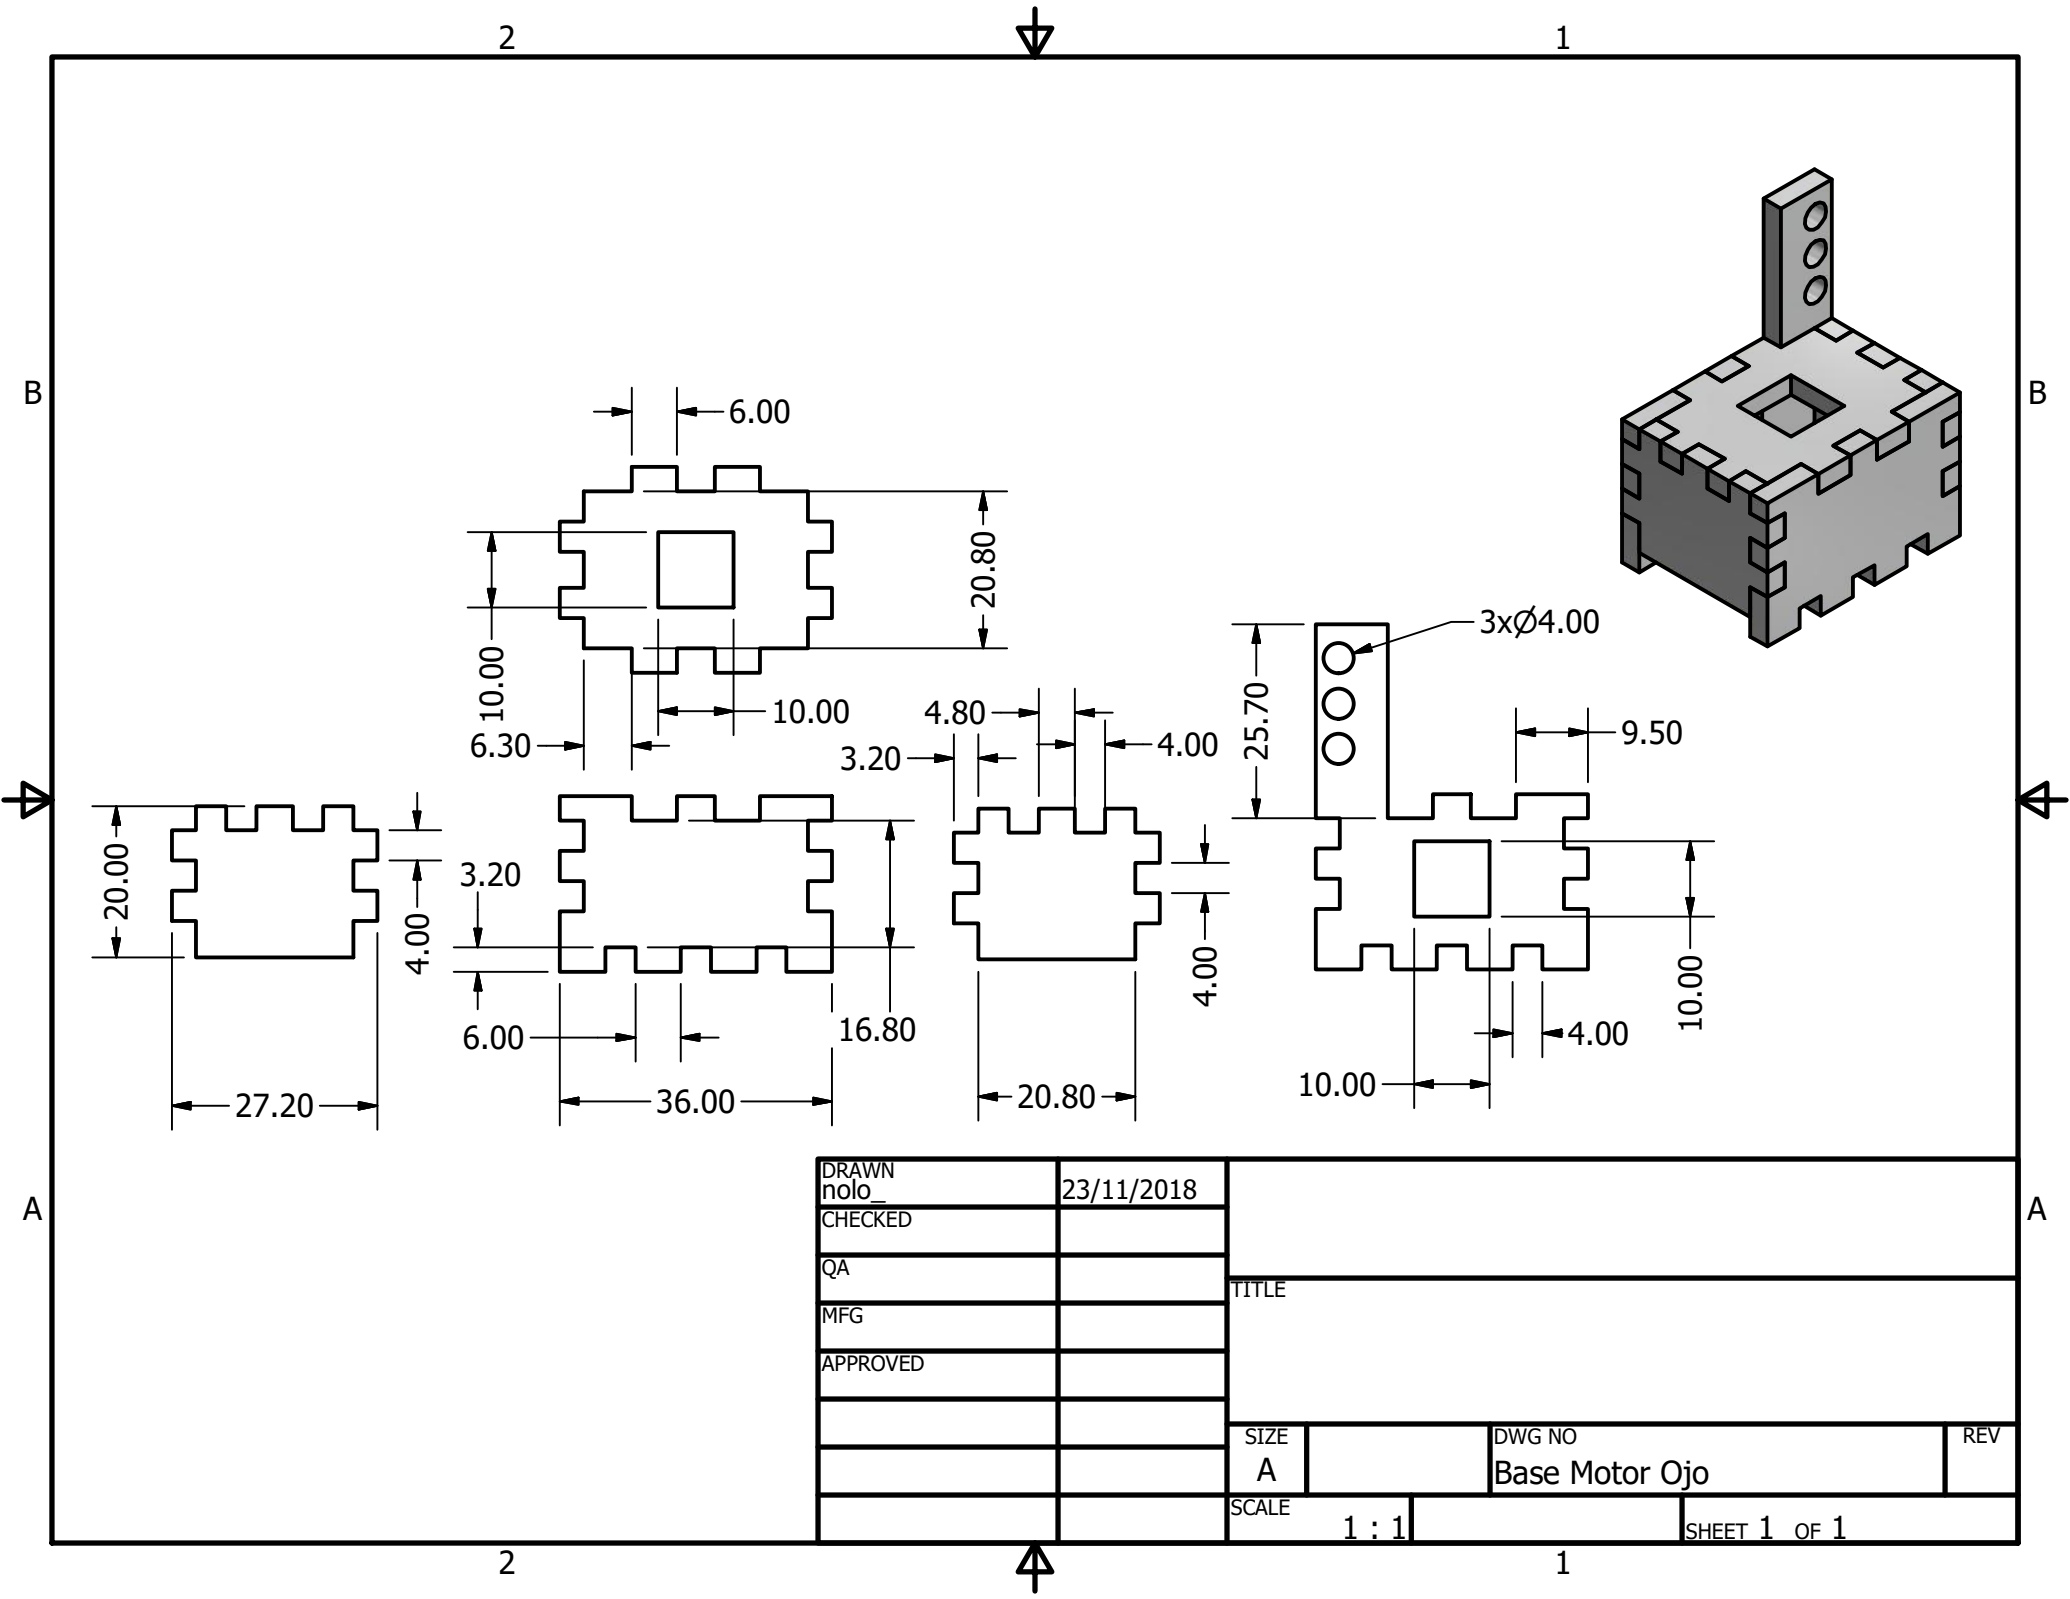 2
1
B
B
6.00
20.80
10.00
10.00
6.30
3xØ4.00
25.70
9.50
4.80
4.00
3.20
20.00
4.00
3.20
16.80
6.00
4.00
10.00
4.00
10.00
27.20
36.00
20.80
A
A
DRAWN
nolo_
23/11/2018
CHECKED
QA
TITLE
MFG
APPROVED
SIZE
A
DWG NO
Base Motor Ojo
REV
SCALE
1 : 1
SHEET 1 OF 1
2
1